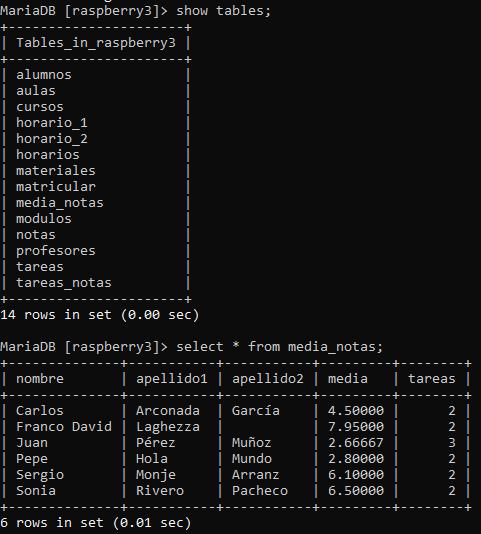 MariaDB [raspberry3]> show tables;
+----------------------+
| Tables_in_raspberry3 |
+----------------------+
| alumnos              |
| aulas                |
| cursos               |
| horario_1            |
| horario_2            |
| horarios             |
| materiales           |
| matricular           |
| media_notas          |
| modulos              |
| notas                |
| profesores           |
| tareas               |
| tareas_notas         |
+----------------------+
14 rows in set (0.00 sec)
MariaDB [raspberry3]> select * from media_notas;
+--------------+-----------+-----------+---------+--------+
| nombre       | apellido1 | apellido2 | media   | tareas |
+--------------+-----------+-----------+---------+--------+
| Carlos       | Arconada  | García    | 4.50000 |      2 |
| Franco David | Laghezza  |           | 7.95000 |      2 |
| Juan         | Pérez     | Muñoz     | 2.66667 |      3 |
| Pepe         | Hola      | Mundo     | 2.80000 |      2 |
| Sergio       | Monje     | Arranz    | 6.10000 |      2 |
| Sonia        | Rivero    | Pacheco   | 6.50000 |      2 |
+--------------+-----------+-----------+---------+--------+
6 rows in set (0.01 sec)